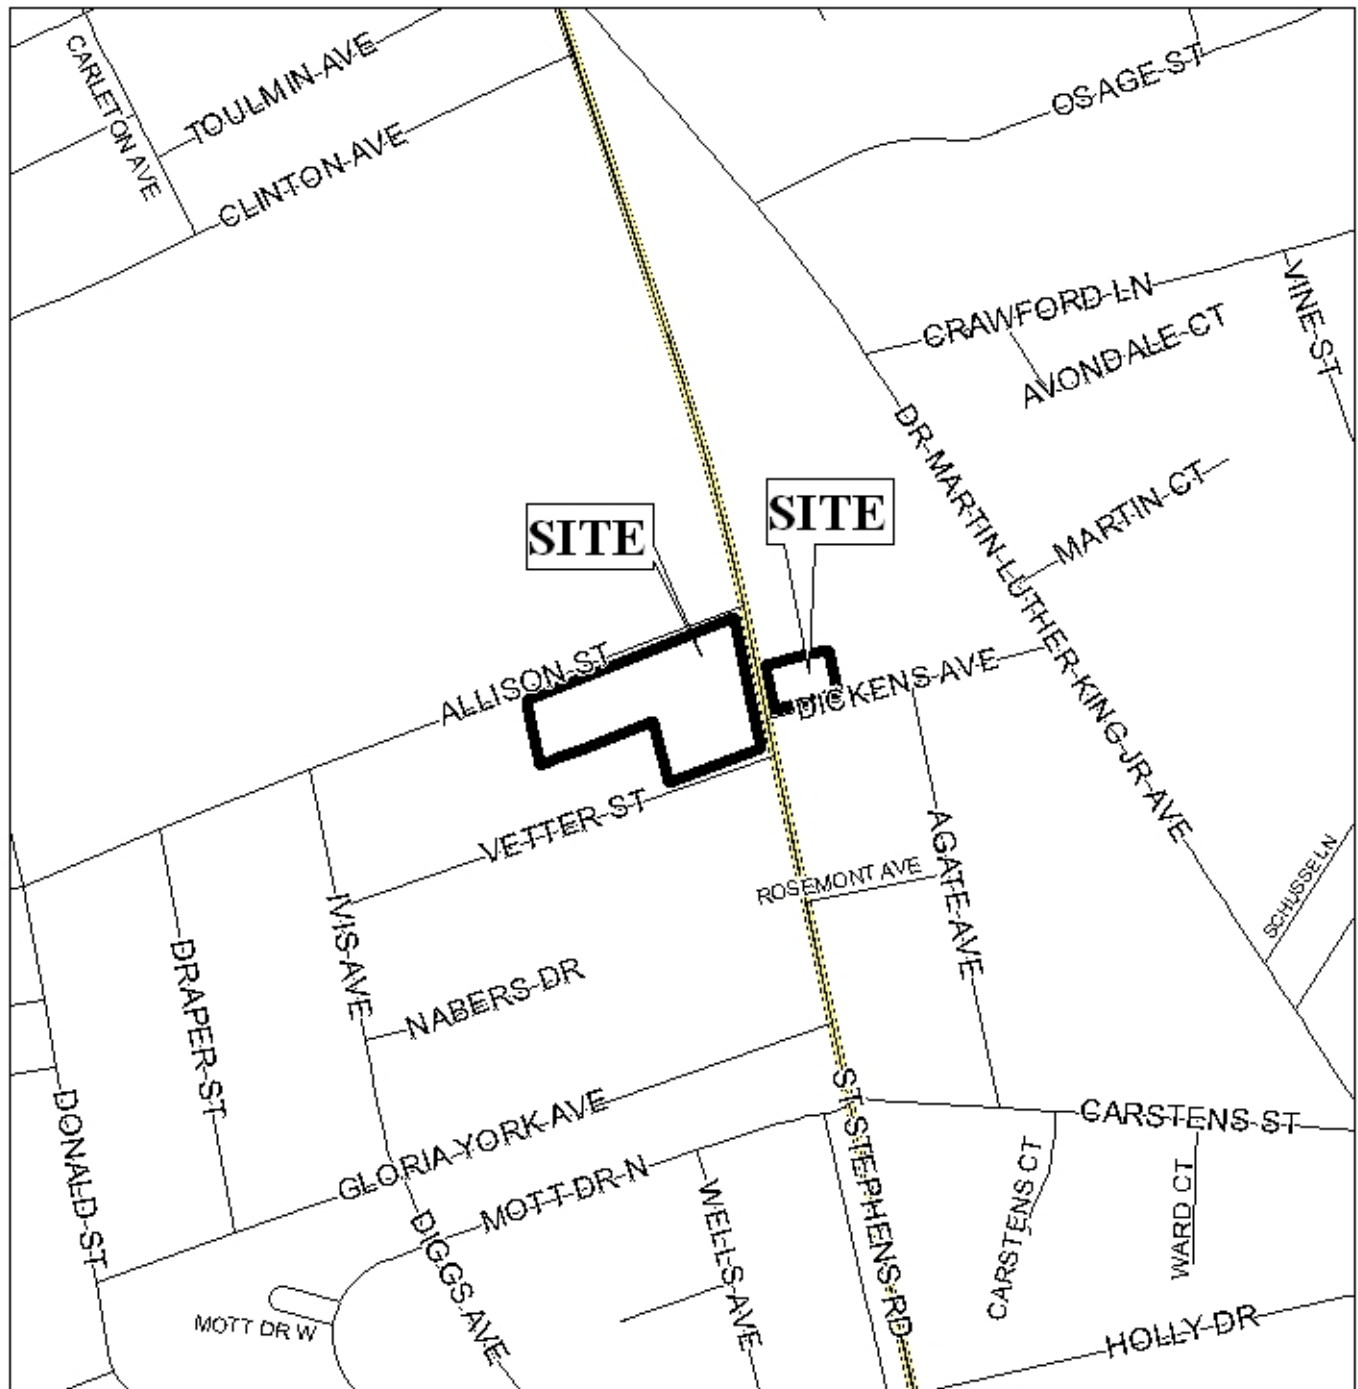 CARLETON AVE
TOULMIN AVE
CLINTON AVE
OSAGE ST
CRAWFORD LN
AVONDALE CT
VINE ST
DR MARTIN LUTHER KING JR AVE
MARTIN CT
SITE
SITE
ALLISON ST
DICKENS AVE
VETTER ST
AGATE AVE
ROSEMONT AVE
SCHUSSE LN
IVIS AVE
DRAPER ST
NABERS DR
DONALD ST
GLORIA YORK AVE
ST STEPHENS RD
CARSTENS ST
MOTT DR N
WELLS AVE
CARSTENS CT
WARD CT
DIGGS AVE
MOTT DR W
HOLLY DR